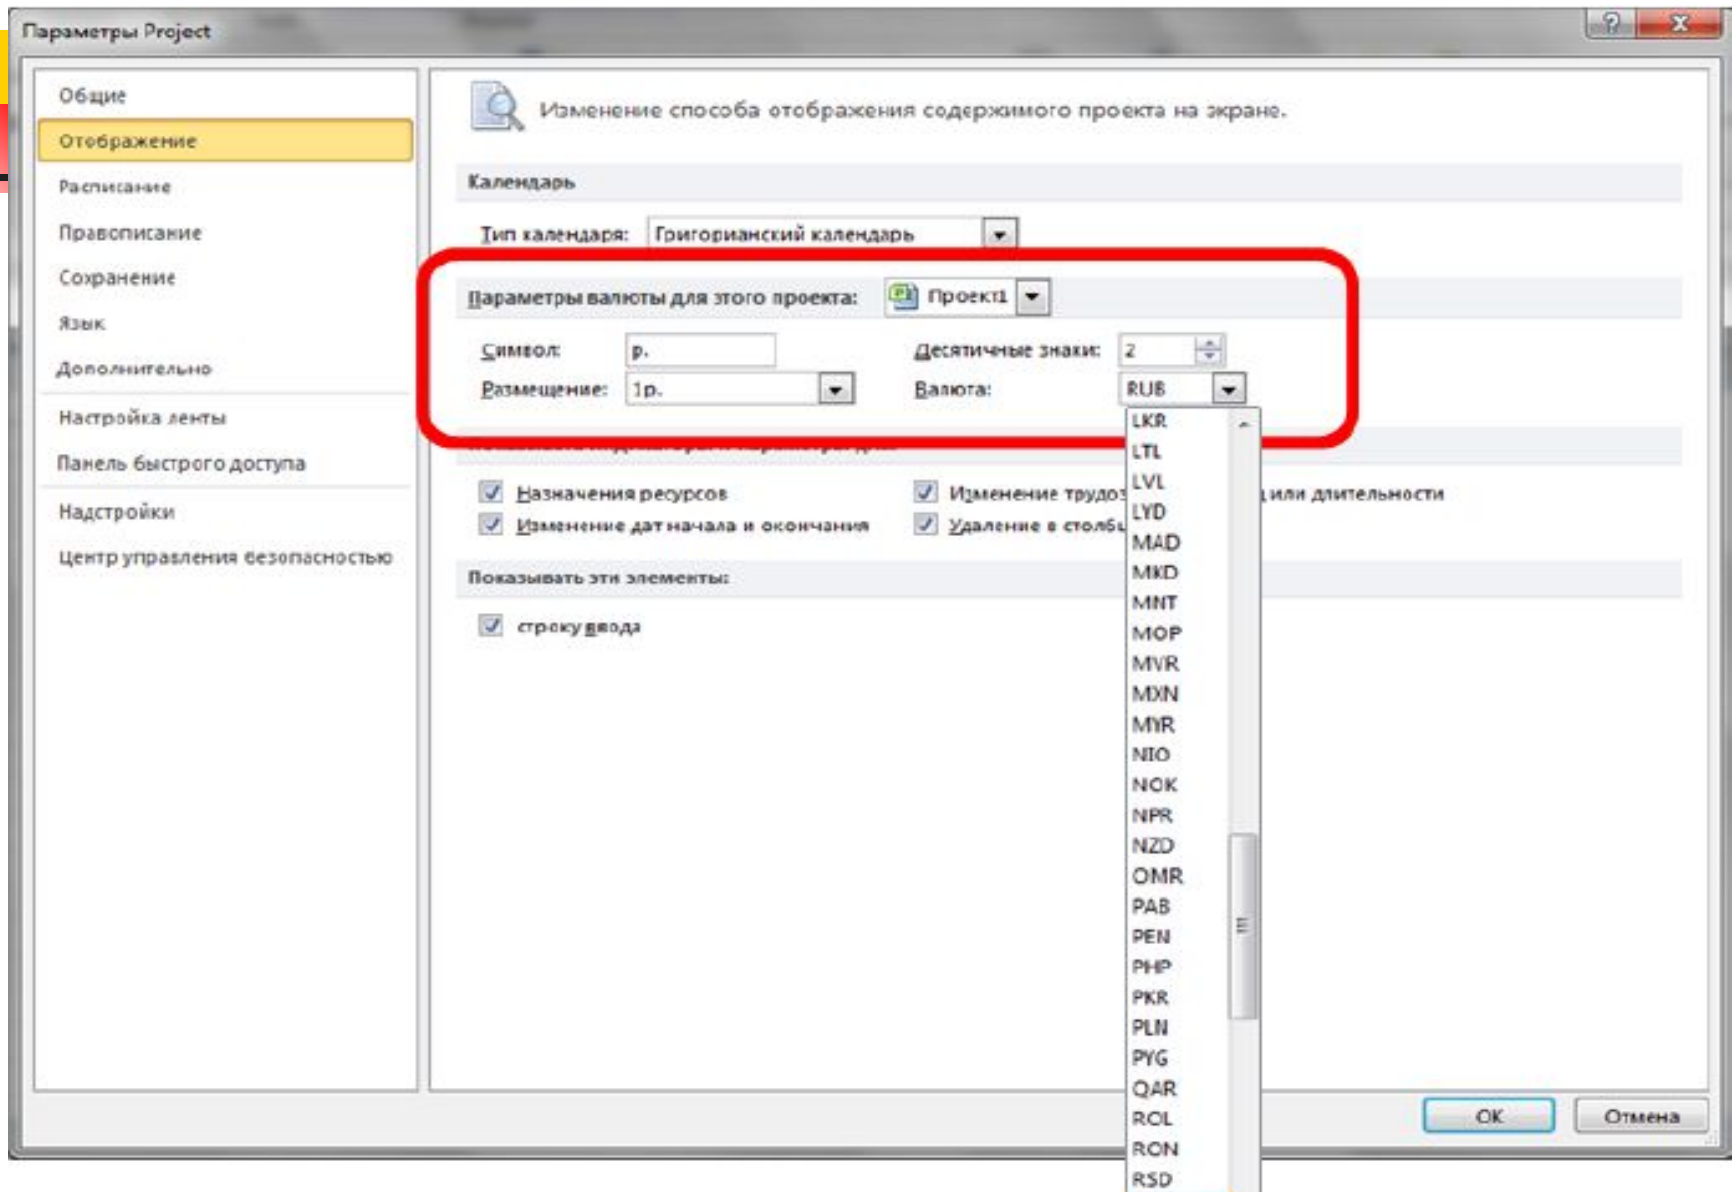 Параметры Project
Общие
Отображение
Расписание
Правописание
Сохранение
Язык
Дополнительно
Настройка ленты
Панель быстрого доступа
Надстройки
Центр управления безопасностью
Изменение способа отображения содержимого проекта на экране.
Календарь
Тип календаря: Григорианский календарь
Параметры валюты для этого проекта: Проект1
Символ: р. Десятичные знаки: 2
Размещение: 1р. Валюта: RUB
Назначения ресурсов Изменение трудоз или длительности
Изменение дат начала и окончания Удаление в столбц
Показывать эти элементы:
строку ввода
LKR
LTL
LVL
LYD
MAD
MKD
MNT
MOP
MVR
MXN
MYR
NIO
NOK
NPR
NZD
OMR
PAB
PEN
PHP
PKR
PLN
PYG
QAR
ROL
RON
RSD
OK Отмена